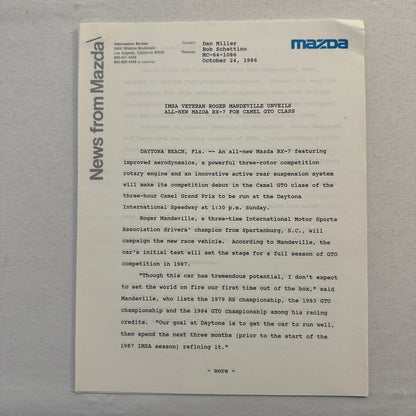 News from Mazda
Information Bureau
5900 Wilshire Boulevard
Los Angeles, California 90036
Contact Dan Miller
Bob Schettino
Release MC-64-1086
October 24, 1986
mazda
IMSA VETERAN ROGER MANDEVILLE UNVEILS
ALL-NEW MAZDA RX-7 FOR CAMEL GTO CLASS
DAYTONA BEACH, Fla. -- An all-new Mazda RX-7 featuring
improved aerodynamics, a powerful three-rotor competition
rotary engine and an innovative active rear suspension system
will make its competition debut in the Camel GTO class of the
three-hour Camel Grand Prix to be run at the Daytona
International Speedway at 1:30 p.m. Sunday.
Roger Mandeville, a three-time International Motor Sports
Association drivers' champion from Spartanburg, S.C., will
campaign the new race vehicle. According to Mandeville, the
car's initial test will set the stage for a full season of GTO
competition in 1987.
"Though this car has tremendous potential, I don't expect
to set the world on fire our first time out of the box," said
Mandeville, who lists the 1979 RS championship, the 1983 GTU
championship and the 1984 GTO championship among his racing
credits. "Our goal at Daytona is to get the car to run well,
then spend the next three months (prior to the start of the
1987 IMSA season) refining it."
- more -